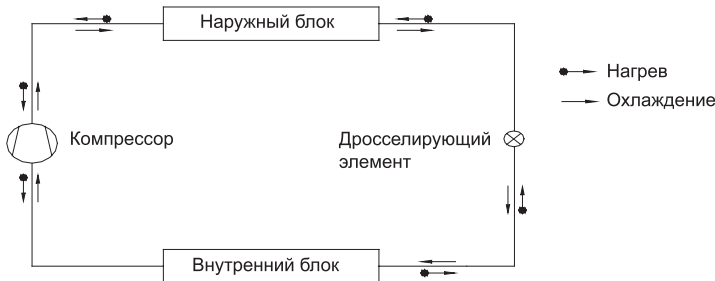 Наружный блок
Нагрев
Охлаждение
Компрессор
Дросселирующий
элемент
Внутренний блок